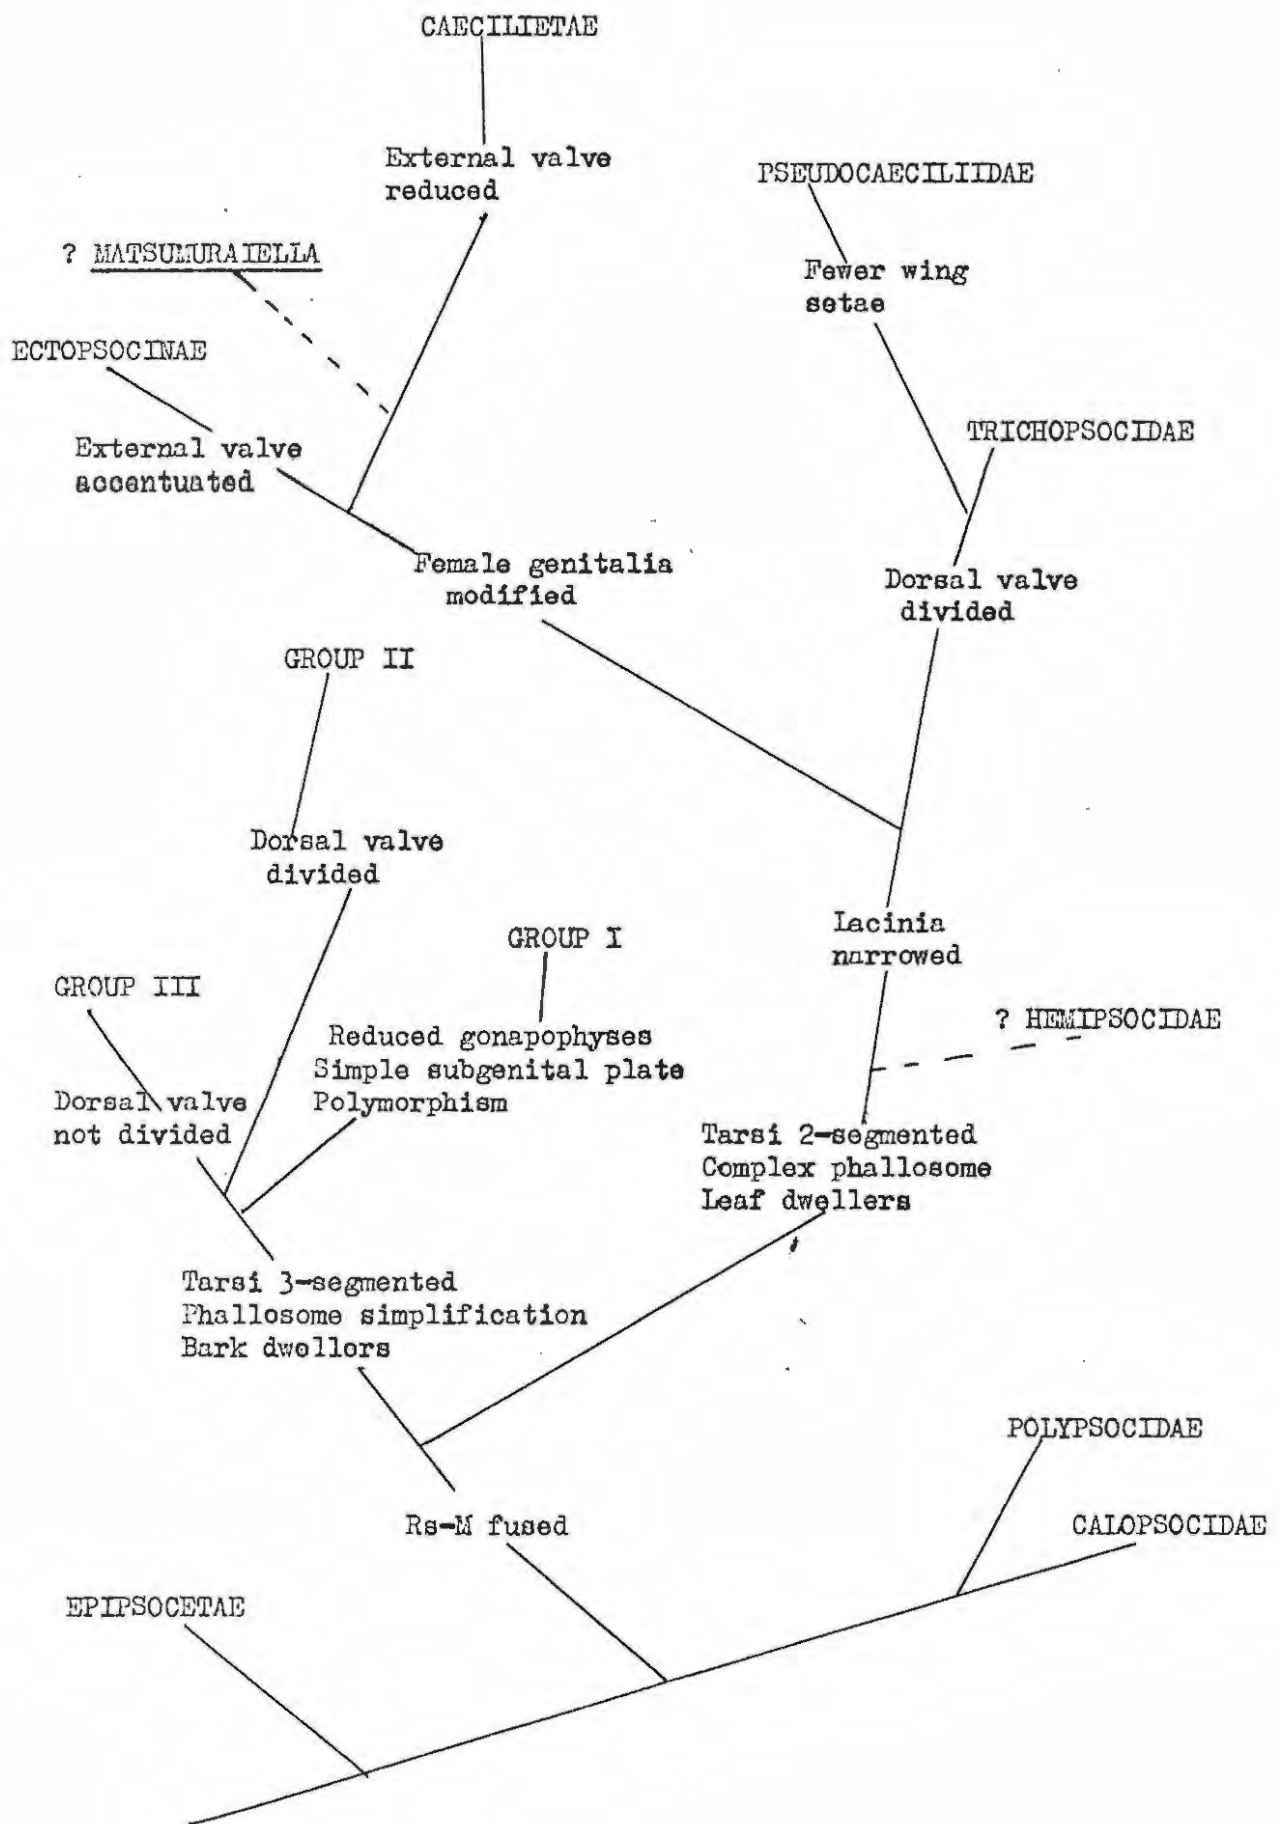 CAECILIETAE
External valve
reduced
PSEUDOCAECILIIDAE
? MATSUMURAIELLA
Fewer wing
setae
ECTOPSOCINAE
TRICHOPSOCIDAE
External valve
accentuated
Female genitalia
modified
Dorsal valve
divided
GROUP II
Dorsal valve
divided
GROUP I
Lacinia
narrowed
GROUP III
? HEMIPSOCIDAE
Reduced gonapophyses
Simple subgenital plate
Polymorphism
Dorsal valve
not divided
Tarsi 2-segmented
Complex phallosome
Leaf dwellers
Tarsi 3-segmented
Phallosome simplification
Bark dwellors
POLYPSOCIDAE
Rs-M fused
CALOPSOCIDAE
EPIPSOCETAE